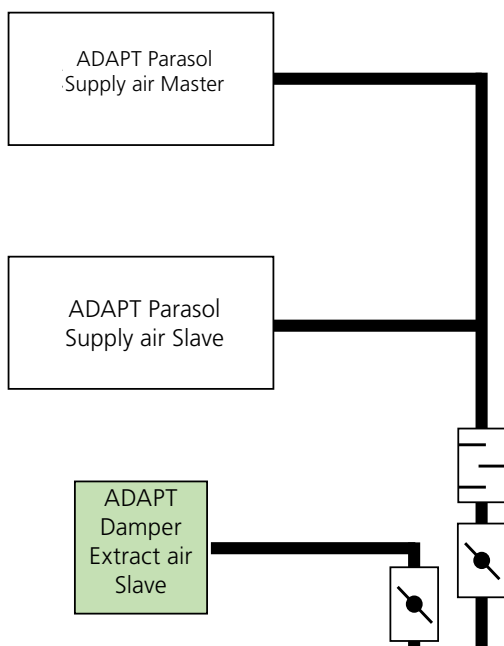 ADAPT Parasol
Supply air Master
ADAPT Parasol
Supply air Slave
ADAPT
Damper
Extract air
Slave